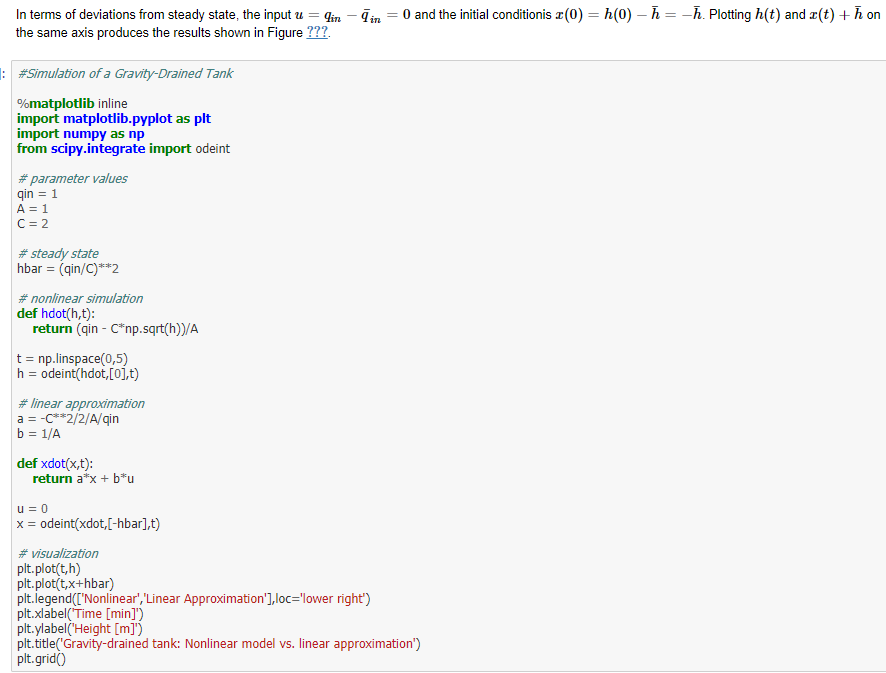 In terms of deviations from steady state, the input u = qin − q̄in = 0 and the initial conditionis x(0) = h(0) − h̄ = −h̄. Plotting h(t) and x(t) + h̄ on
the same axis produces the results shown in Figure ???.
]:
#Simulation of a Gravity-Drained Tank
%matplotlib inline
import matplotlib.pyplot as plt
import numpy as np
from scipy.integrate import odeint
# parameter values
qin = 1
A = 1
C = 2
# steady state
hbar = (qin/C)**2
# nonlinear simulation
def hdot(h,t):
    return (qin - C*np.sqrt(h))/A
t = np.linspace(0,5)
h = odeint(hdot,[0],t)
# linear approximation
a = -C**2/2/A/qin
b = 1/A
def xdot(x,t):
    return a*x + b*u
u = 0
x = odeint(xdot,[-hbar],t)
# visualization
plt.plot(t,h)
plt.plot(t,x+hbar)
plt.legend(['Nonlinear','Linear Approximation'],loc='lower right')
plt.xlabel('Time [min]')
plt.ylabel('Height [m]')
plt.title('Gravity-drained tank: Nonlinear model vs. linear approximation')
plt.grid()